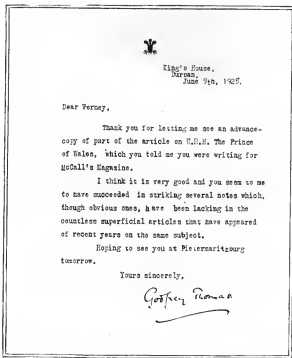 King's House,
Durban,
June 9th, 1925.
Dear Verney,
Thank you for letting me see an advance-
copy of part of the article on H.R.H. The Prince
of Wales, which you told me you were writing for
McCall's Magazine.
I think it is very good and you seem to me
to have succeeded in striking several notes which,
though obvious ones, have been lacking in the
countless superficial articles that have appeared
of recent years on the same subject.
Hoping to see you at Pietermaritzburg
tomorrow.
Yours sincerely,
Godfrey Thomas